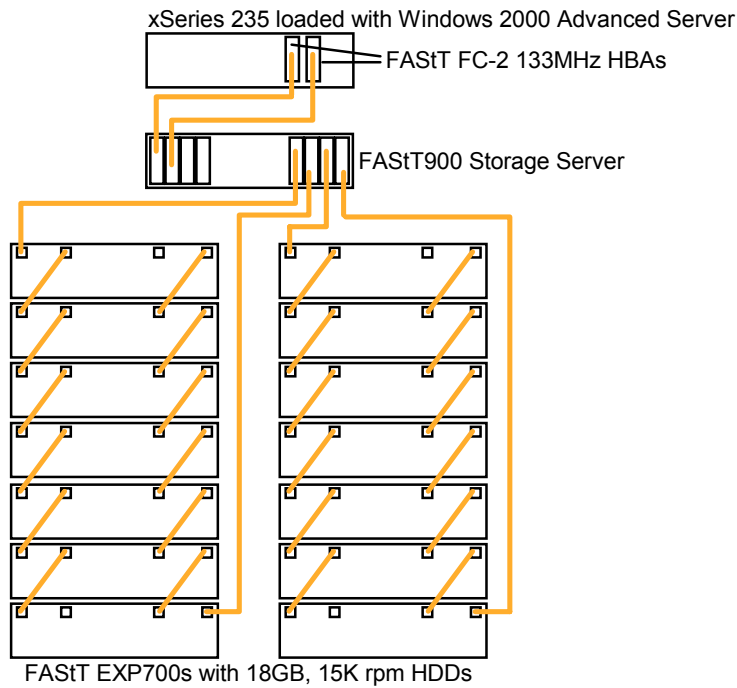 xSeries 235 loaded with Windows 2000 Advanced Server
FAStT FC-2 133MHz HBAs
FAStT900 Storage Server
FAStT EXP700s with 18GB, 15K rpm HDDs